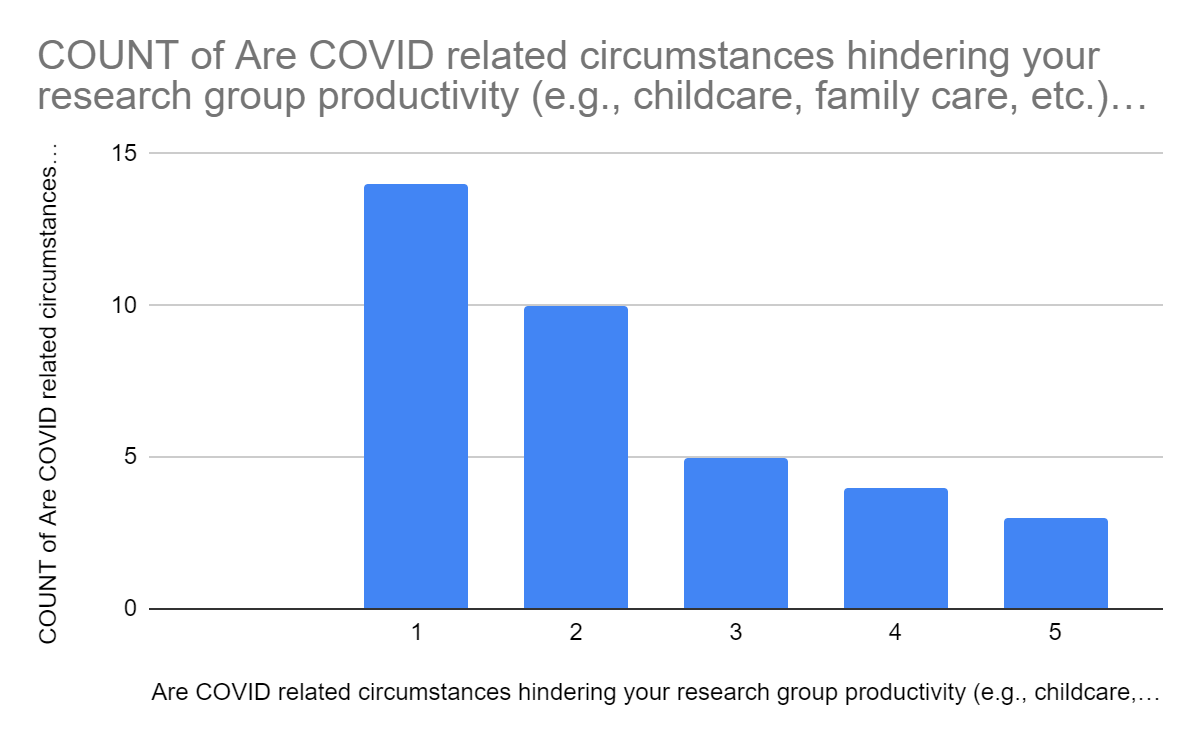 COUNT of Are COVID related circumstances hindering your
research group productivity (e.g., childcare, family care, etc.)…
COUNT of Are COVID related circumstances…
15
10
5
0
1 2 3 4 5
Are COVID related circumstances hindering your research group productivity (e.g., childcare,…